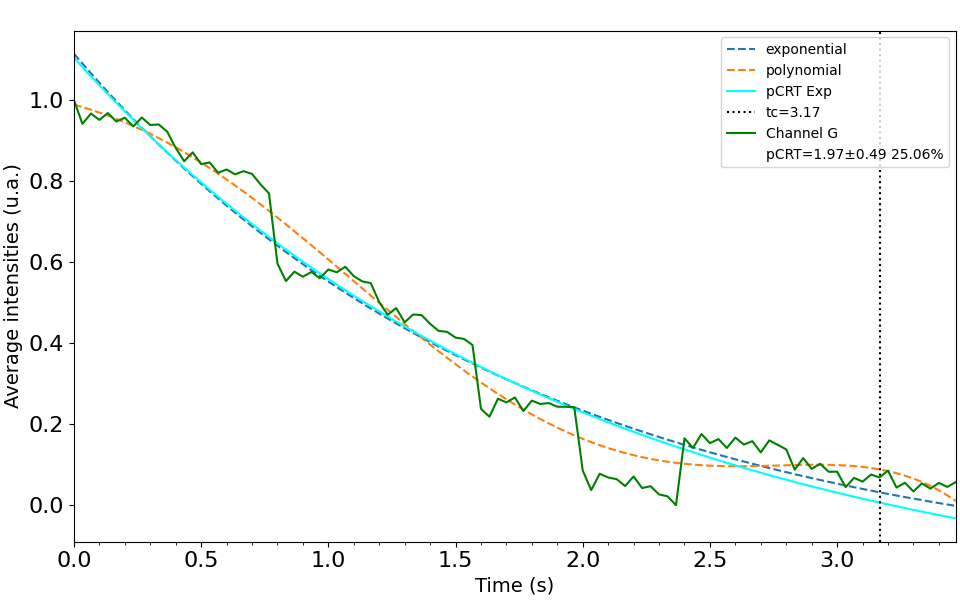 exponential
polynomial
pCRT Exp
tc=3.17
Channel G
pCRT=1.97±0.49 25.06%
Average intensities (u.a.)
1.0
0.8
0.6
0.4
0.2
0.0
0.0 0.5 1.0 1.5 2.0 2.5 3.0
Time (s)